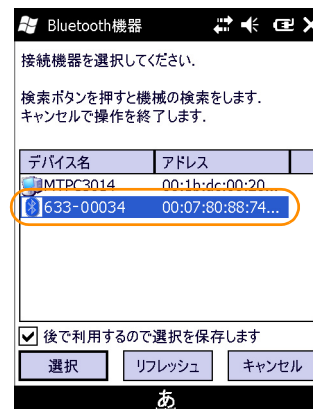 Bluetooth機器
接続機器を選択してください.
検索ボタンを押すと機械の検索をします.
キャンセルで操作を終了します.
デバイス名 アドレス
MTPC3014 00:1b:dc:00:20...
633-00034 00:07:80:88:74...
後で利用するので選択を保存します
選択 リフレッシュ キャンセル
あ